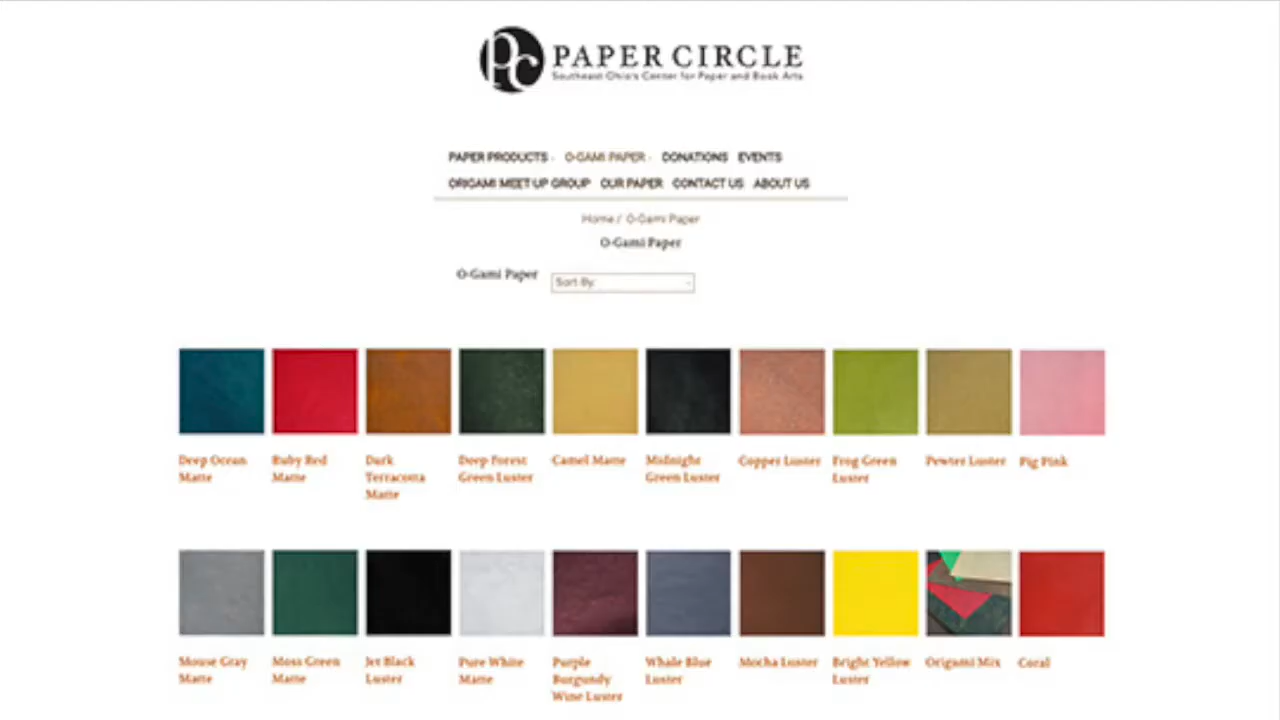 PC PAPER CIRCLE
Southeast Ohio's Center for Paper and Book Arts
PAPER PRODUCTS O-GAMI PAPER DONATIONS EVENTS
ORIGAMI MEET UP GROUP OUR PAPER CONTACT US ABOUT US
Home / O-Gami Paper
O-Gami Paper
O-Gami Paper Sort By:
Deep Ocean
Matte
Ruby Red
Matte
Dark
Terracotta
Matte
Deep Forest
Green Luster
Camel Matte
Midnight
Green Luster
Copper Luster
Frog Green
Luster
Pewter Luster
Pig Pink
Mouse Gray
Matte
Moss Green
Matte
Jet Black
Luster
Pure White
Matte
Purple
Burgundy
Wine Luster
Whale Blue
Luster
Mocha Luster
Bright Yellow
Luster
Origami Mix
Coral